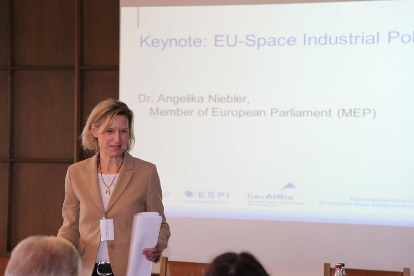 Keynote: EU-Space Industrial Pol
Dr. Angelika Niebler,
Member of European Parliament (MEP)
ESPI
bavAIRia